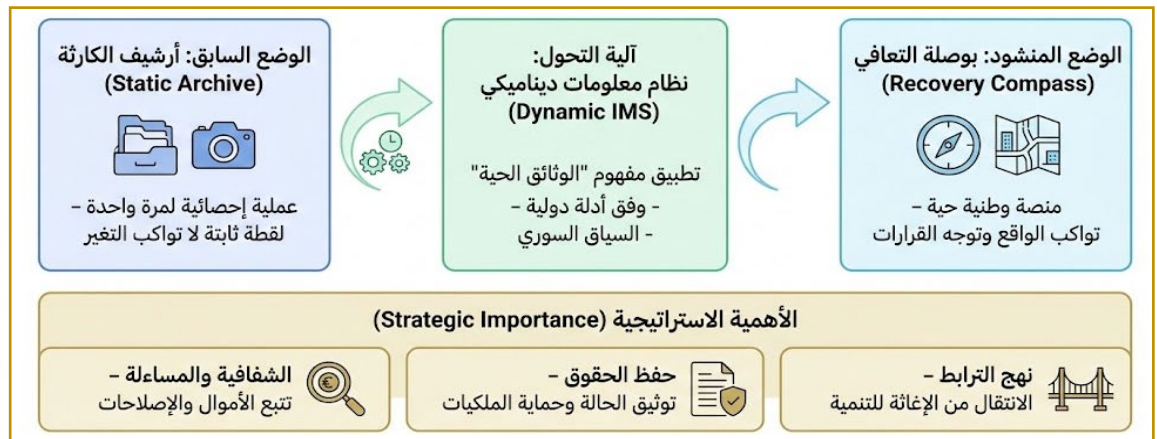 الوضع السابق: أرشيف الكارثة
(Static Archive)
عملية إحصائية لمرة واحدة –
لقطة ثابتة لا تواكب التغير
آلية التحول:
نظام معلومات ديناميكي
(Dynamic IMS)
تطبيق مفهوم "الوثائق الحية"
- وفق أدلة دولية –
- السياق السوري
الوضع المنشود: بوصلة التعافي
(Recovery Compass)
منصة وطنية حية –
تواكب الواقع وتوجه القرارات
الأهمية الاستراتيجية (Strategic Importance)
الشفافية والمساءلة –
تتبع الأموال والإصلاحات
حفظ الحقوق –
توثيق الحالة وحماية الملكيات
نهج الترابط –
الانتقال من الإغاثة للتنمية